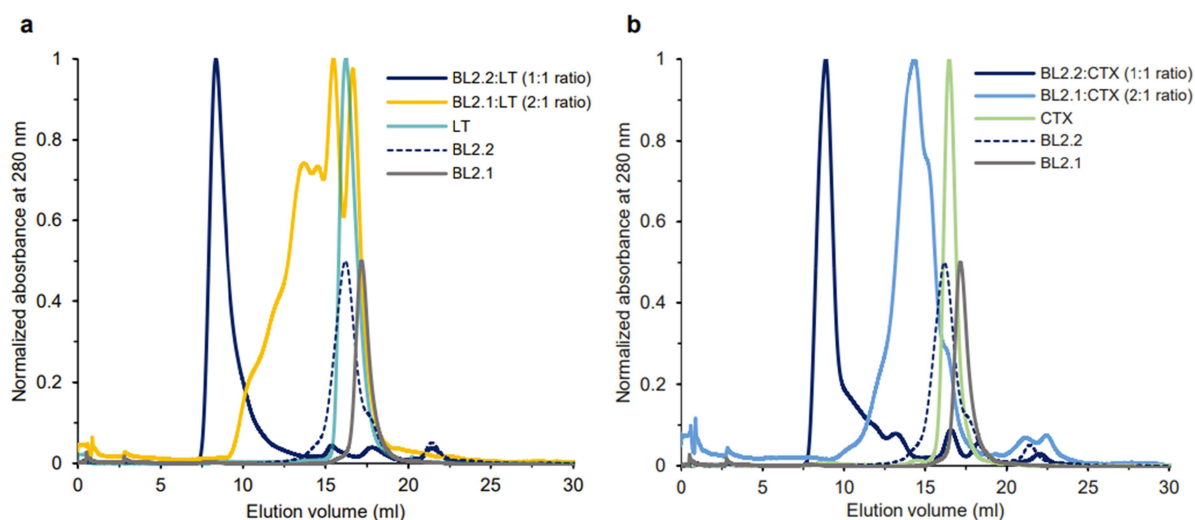 a
Normalized abosrbance at 280 nm
1
0.8
0.6
0.4
0.2
0
0
5
10
15
20
25
30
Elution volume (ml)
BL2.2:LT (1:1 ratio)
BL2.1:LT (2:1 ratio)
LT
BL2.2
BL2.1
b
Normalized absorbance at 280 nm
1
0.8
0.6
0.4
0.2
0
0
5
10
15
20
25
30
Elution volume (ml)
BL2.2:CTX (1:1 ratio)
BL2.1:CTX (2:1 ratio)
CTX
BL2.2
BL2.1